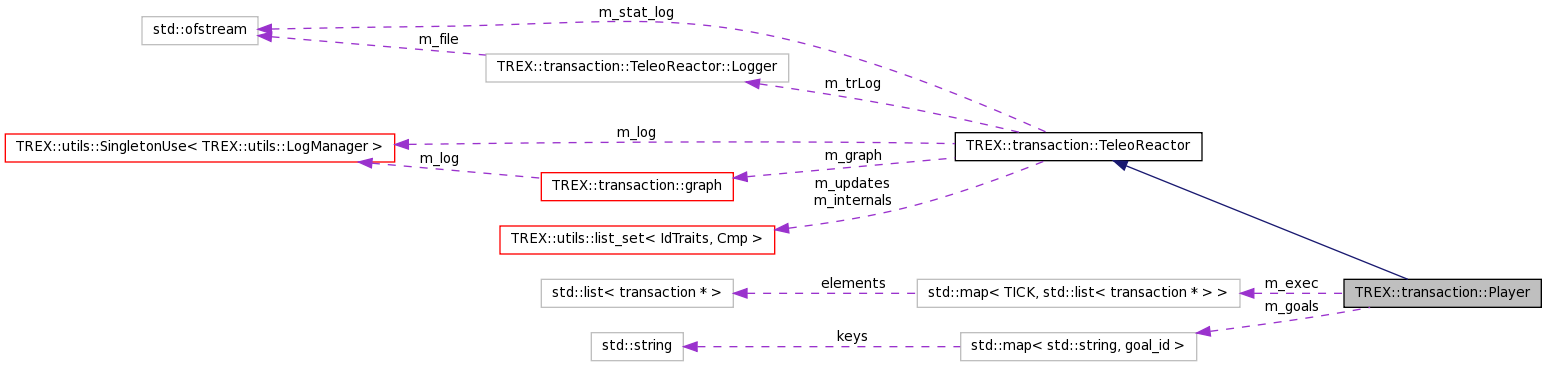 m_stat_log
std::ofstream
m_file
TREX::transaction::TeleoReactor::Logger
m_trLog
m_log
TREX::utils::SingletonUse< TREX::utils::LogManager >
TREX::transaction::TeleoReactor
m_log
m_graph
TREX::transaction::graph
m_updates
m_internals
TREX::utils::list_set< IdTraits, Cmp >
elements
m_exec
std::list< transaction * >
std::map< TICK, std::list< transaction * > >
TREX::transaction::Player
m_goals
keys
std::string
std::map< std::string, goal_id >